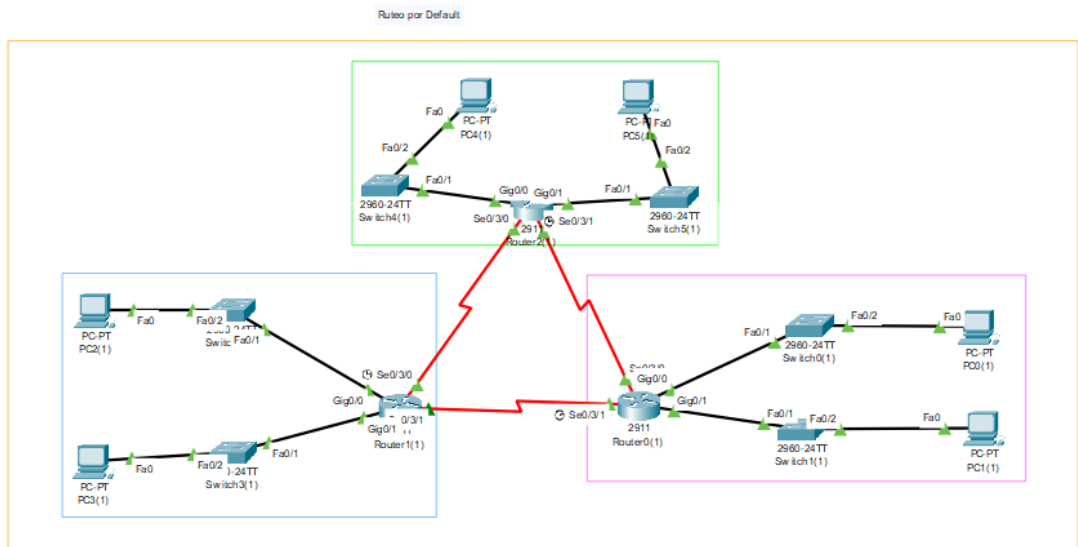 Ruteo por Default
PC-PT
PC4(1)
Fa0
Fa0/2
Fa0/1
2960-24TT
Switch4(1)
Gig0/0
Gig0/1
Se0/3/0
Se0/3/1
Router2(1)
Fa0
Fa0/2
Fa0/1
2960-24TT
Switch5(1)
PC-PT
PC2(1)
Fa0
Fa0/2
Fa0/1
Se0/3/0
Gig0/0
Gig0/1
Router1(1)
PC-PT
PC3(1)
Fa0
Fa0/2
Fa0/1
Switch3(1)
Gig0/0
Gig0/1
Se0/3/1
2911
Router0(1)
Fa0/1
Fa0/2
2960-24TT
Switch0(1)
Fa0
PC-PT
PC0(1)
Fa0/1
Fa0/2
2960-24TT
Switch1(1)
Fa0
PC-PT
PC1(1)